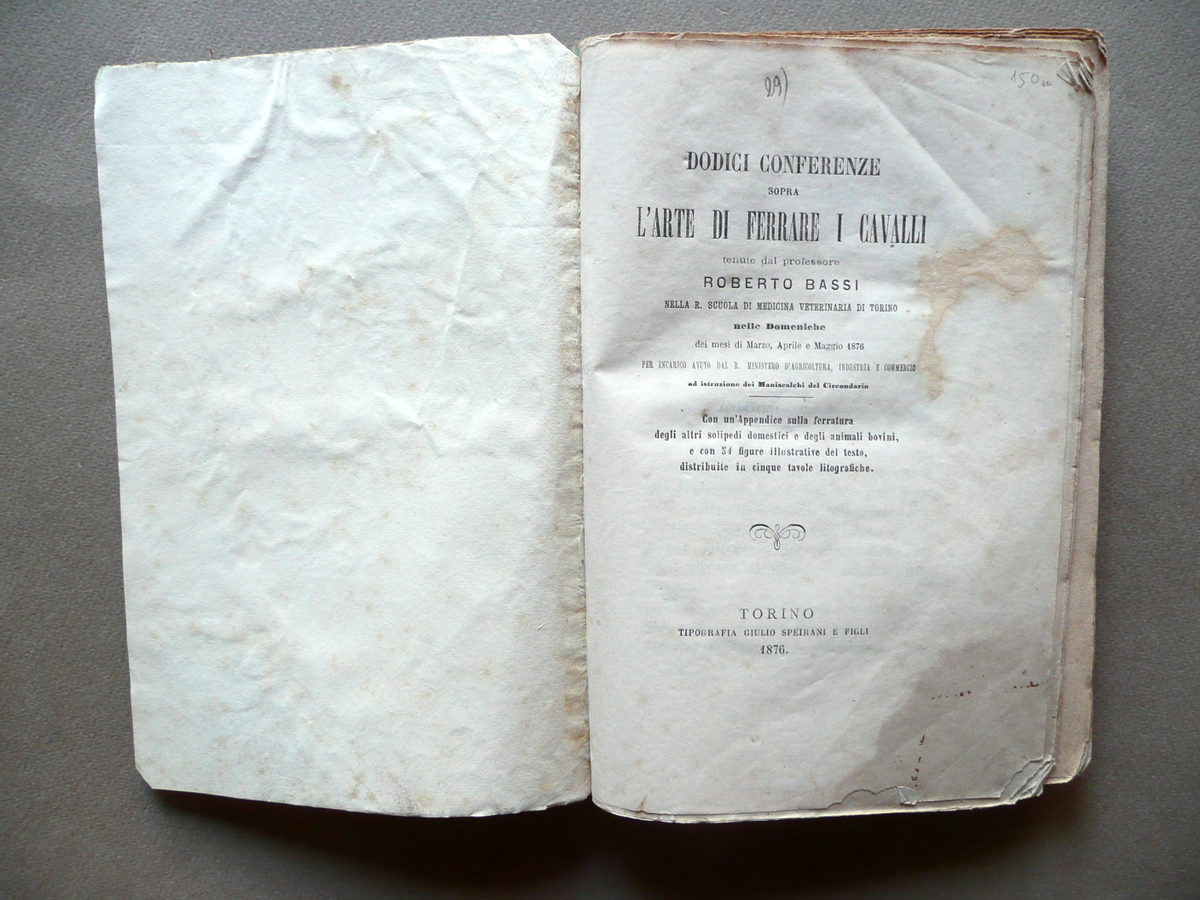 29)
150
DODICI CONFERENZE
SOPRA
L'ARTE DI FERRARE I CAVALLI
tenute dal professore
ROBERTO BASSI
NELLA R. SCUOLA DI MEDICINA VETERINARIA DI TORINO
nelle Domeniche
dei mesi di Marzo, Aprile e Maggio 1876
PER INCARICO AVUTO DAL R. MINISTERO D'AGRICOLTURA, INDUSTRIA E COMMERCIO
ad istruzione dei Maniscalchi del Circondario
Con un'Appendice sulla ferratura
degli altri solipedi domestici e degli animali bovini,
e con 54 figure illustrative del testo,
distribuite in cinque tavole litografiche.
TORINO
TIPOGRAFIA GIULIO SPEIRANI E FIGLI
1876.